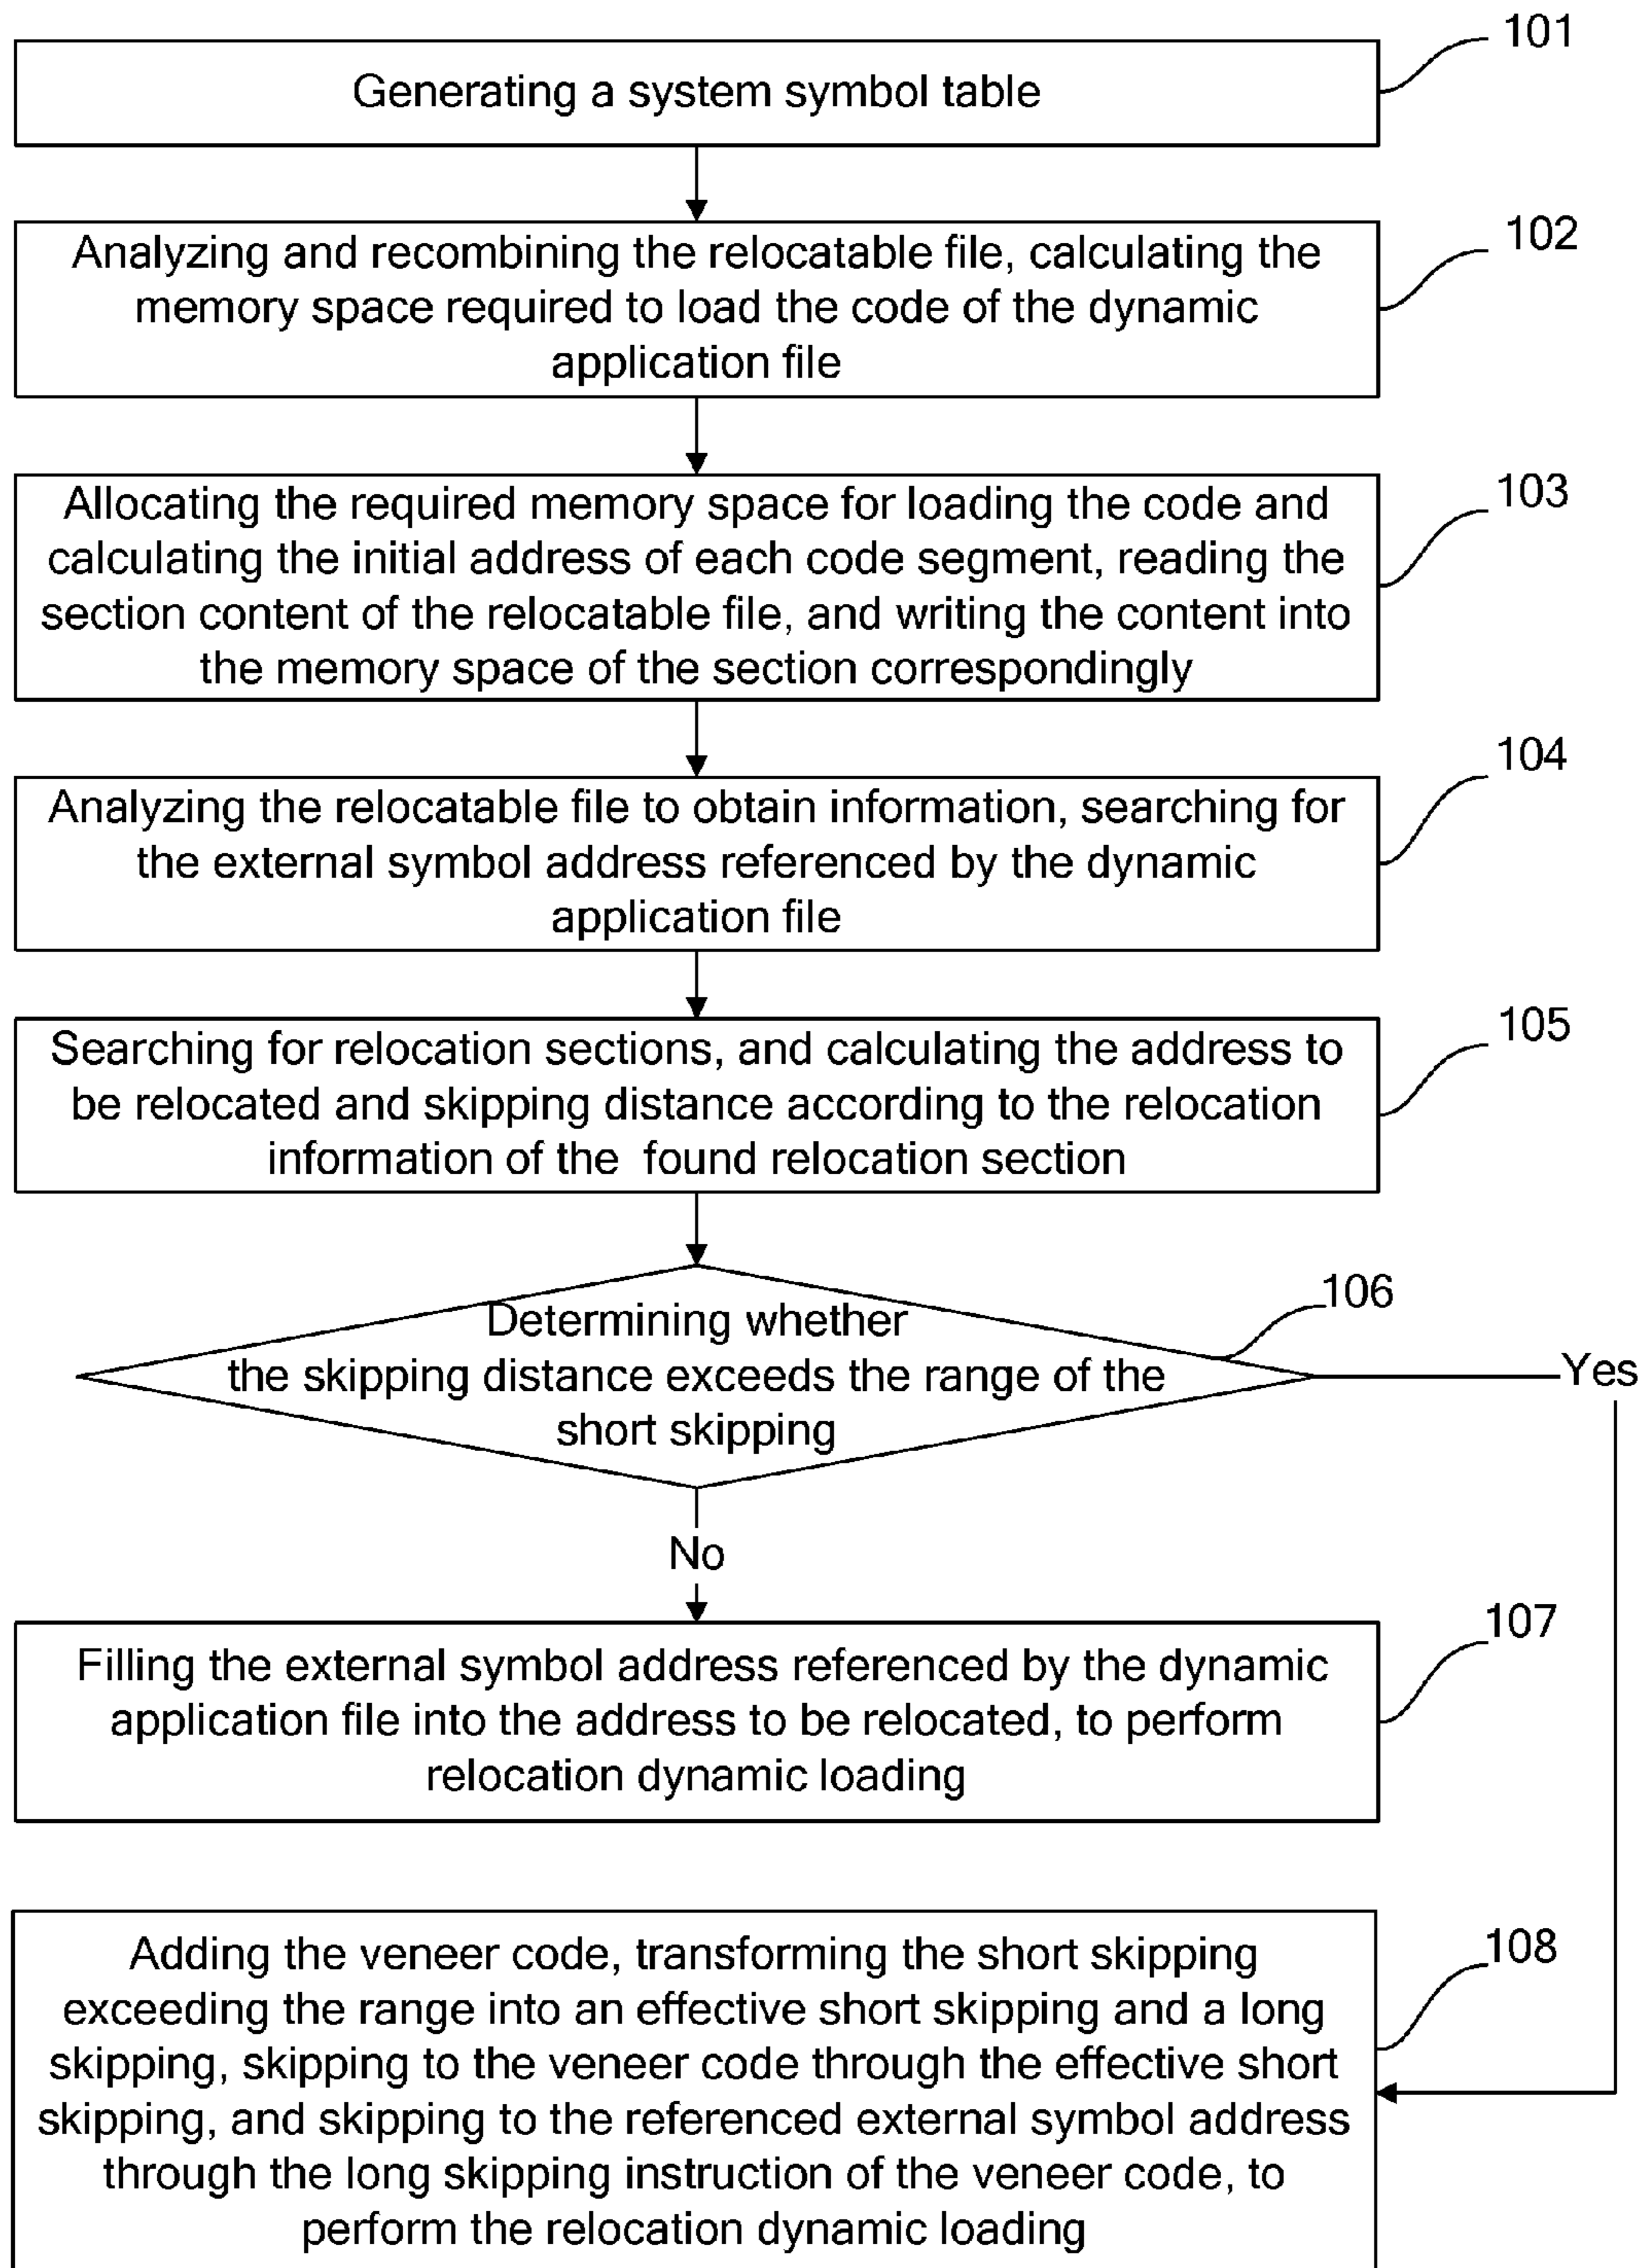 101
Generating a system symbol table
102
Analyzing and recombining the relocatable file, calculating the
memory space required to load the code of the dynamic
application file
103
Allocating the required memory space for loading the code and
calculating the initial address of each code segment, reading the
section content of the relocatable file, and writing the content into
the memory space of the section correspondingly
104
Analyzing the relocatable file to obtain information, searching for
the external symbol address referenced by the dynamic
application file
105
Searching for relocation sections, and calculating the address to
be relocated and skipping distance according to the relocation
information of the found relocation section
106
Determining whether
the skipping distance exceeds the range of the
short skipping
Yes
No
107
Filling the external symbol address referenced by the dynamic
application file into the address to be relocated, to perform
relocation dynamic loading
108
Adding the veneer code, transforming the short skipping
exceeding the range into an effective short skipping and a long
skipping, skipping to the veneer code through the effective short
skipping, and skipping to the referenced external symbol address
through the long skipping instruction of the veneer code, to
perform the relocation dynamic loading